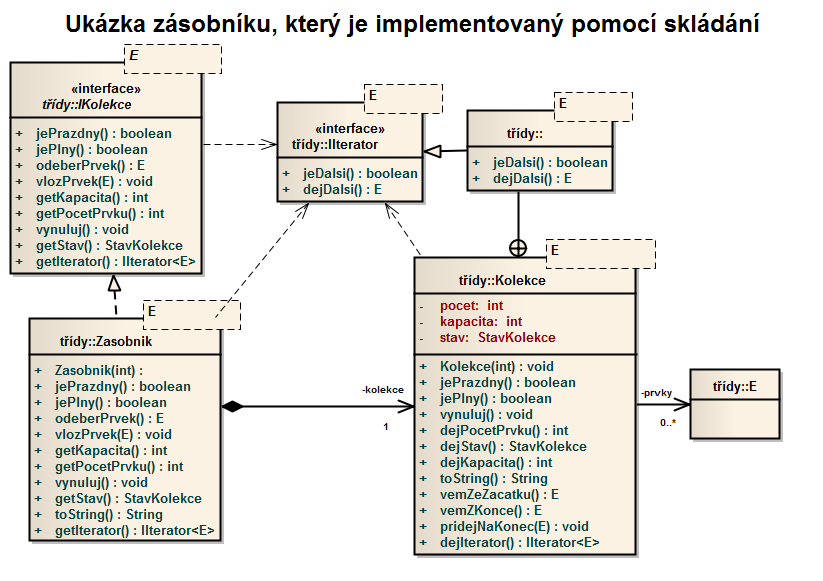 Ukázka zásobníku, který je implementovaný pomocí skládání
E
«interface»
třídy::IKolekce
+ jePrazdny() : boolean
+ jePlny() : boolean
+ odeberPrvek() : E
+ vlozPrvek(E) : void
+ getKapacita() : int
+ getPocetPrvku() : int
+ vynuluj() : void
+ getStav() : StavKolekce
+ getIterator() : IIterator<E>
E
«interface»
třídy::IIterator
+ jeDalsi() : boolean
+ dejDalsi() : E
E
třídy::
+ jeDalsi() : boolean
+ dejDalsi() : E
E
třídy::Zasobnik
+ Zasobnik(int) :
+ jePrazdny() : boolean
+ jePlny() : boolean
+ odeberPrvek() : E
+ vlozPrvek(E) : void
+ getKapacita() : int
+ getPocetPrvku() : int
+ vynuluj() : void
+ getStav() : StavKolekce
+ toString() : String
+ getIterator() : IIterator<E>
-kolekce
1
E
třídy::Kolekce
- pocet: int
- kapacita: int
- stav: StavKolekce
+ Kolekce(int) : void
+ jePrazdny() : boolean
+ jePlny() : boolean
+ vynuluj() : void
+ dejPocetPrvku() : int
+ dejStav() : StavKolekce
+ dejKapacita() : int
+ toString() : String
+ vemZeZacatku() : E
+ vemZKonce() : E
+ pridejNaKonec(E) : void
+ dejIterator() : IIterator<E>
-prvky
0..*
třídy::E